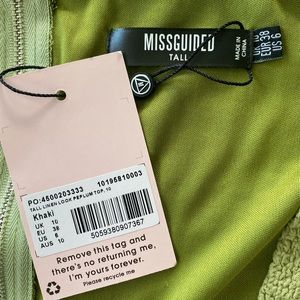 MISSGUIDED
TALL
MADE IN
CHINA
EUR 38
US 6
PO:4500203333 10195810003
TALL LINEN LOOK PEPLUM TOP, 10
Khaki
UK 10
EU 38
US 6
AUS 10
5059380907367
Remove this tag and
there's no returning me,
I'm yours forever.
Please recycle me